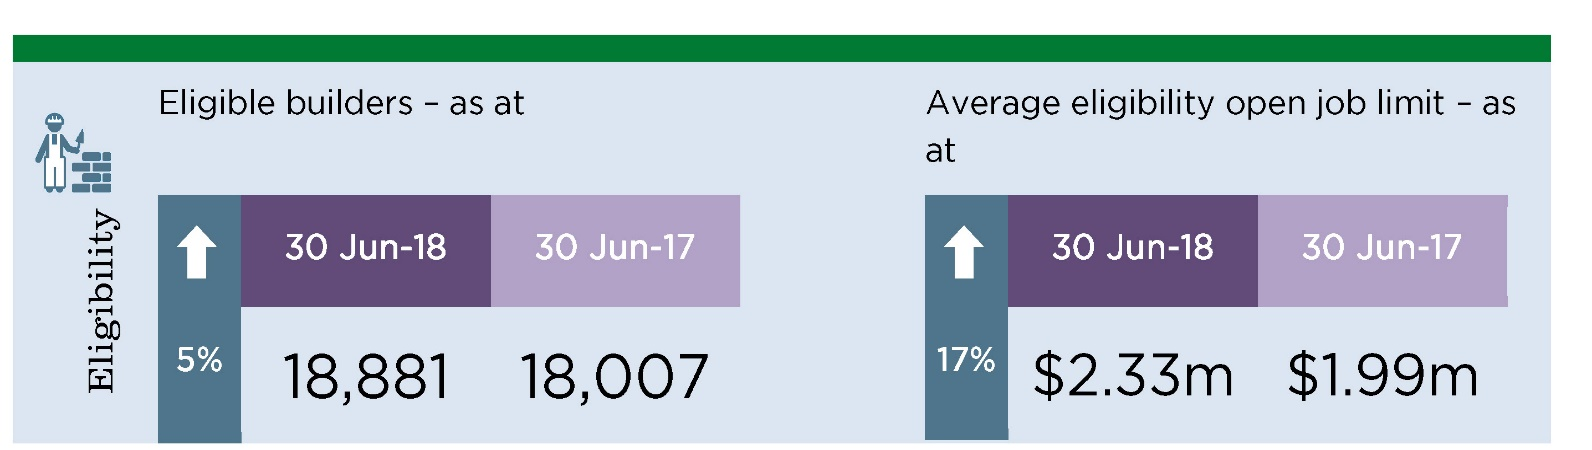 Eligibility
Eligible builders – as at
30 Jun-18 30 Jun-17
5% 18,881 18,007
Average eligibility open job limit – as
at
30 Jun-18 30 Jun-17
17% $2.33m $1.99m